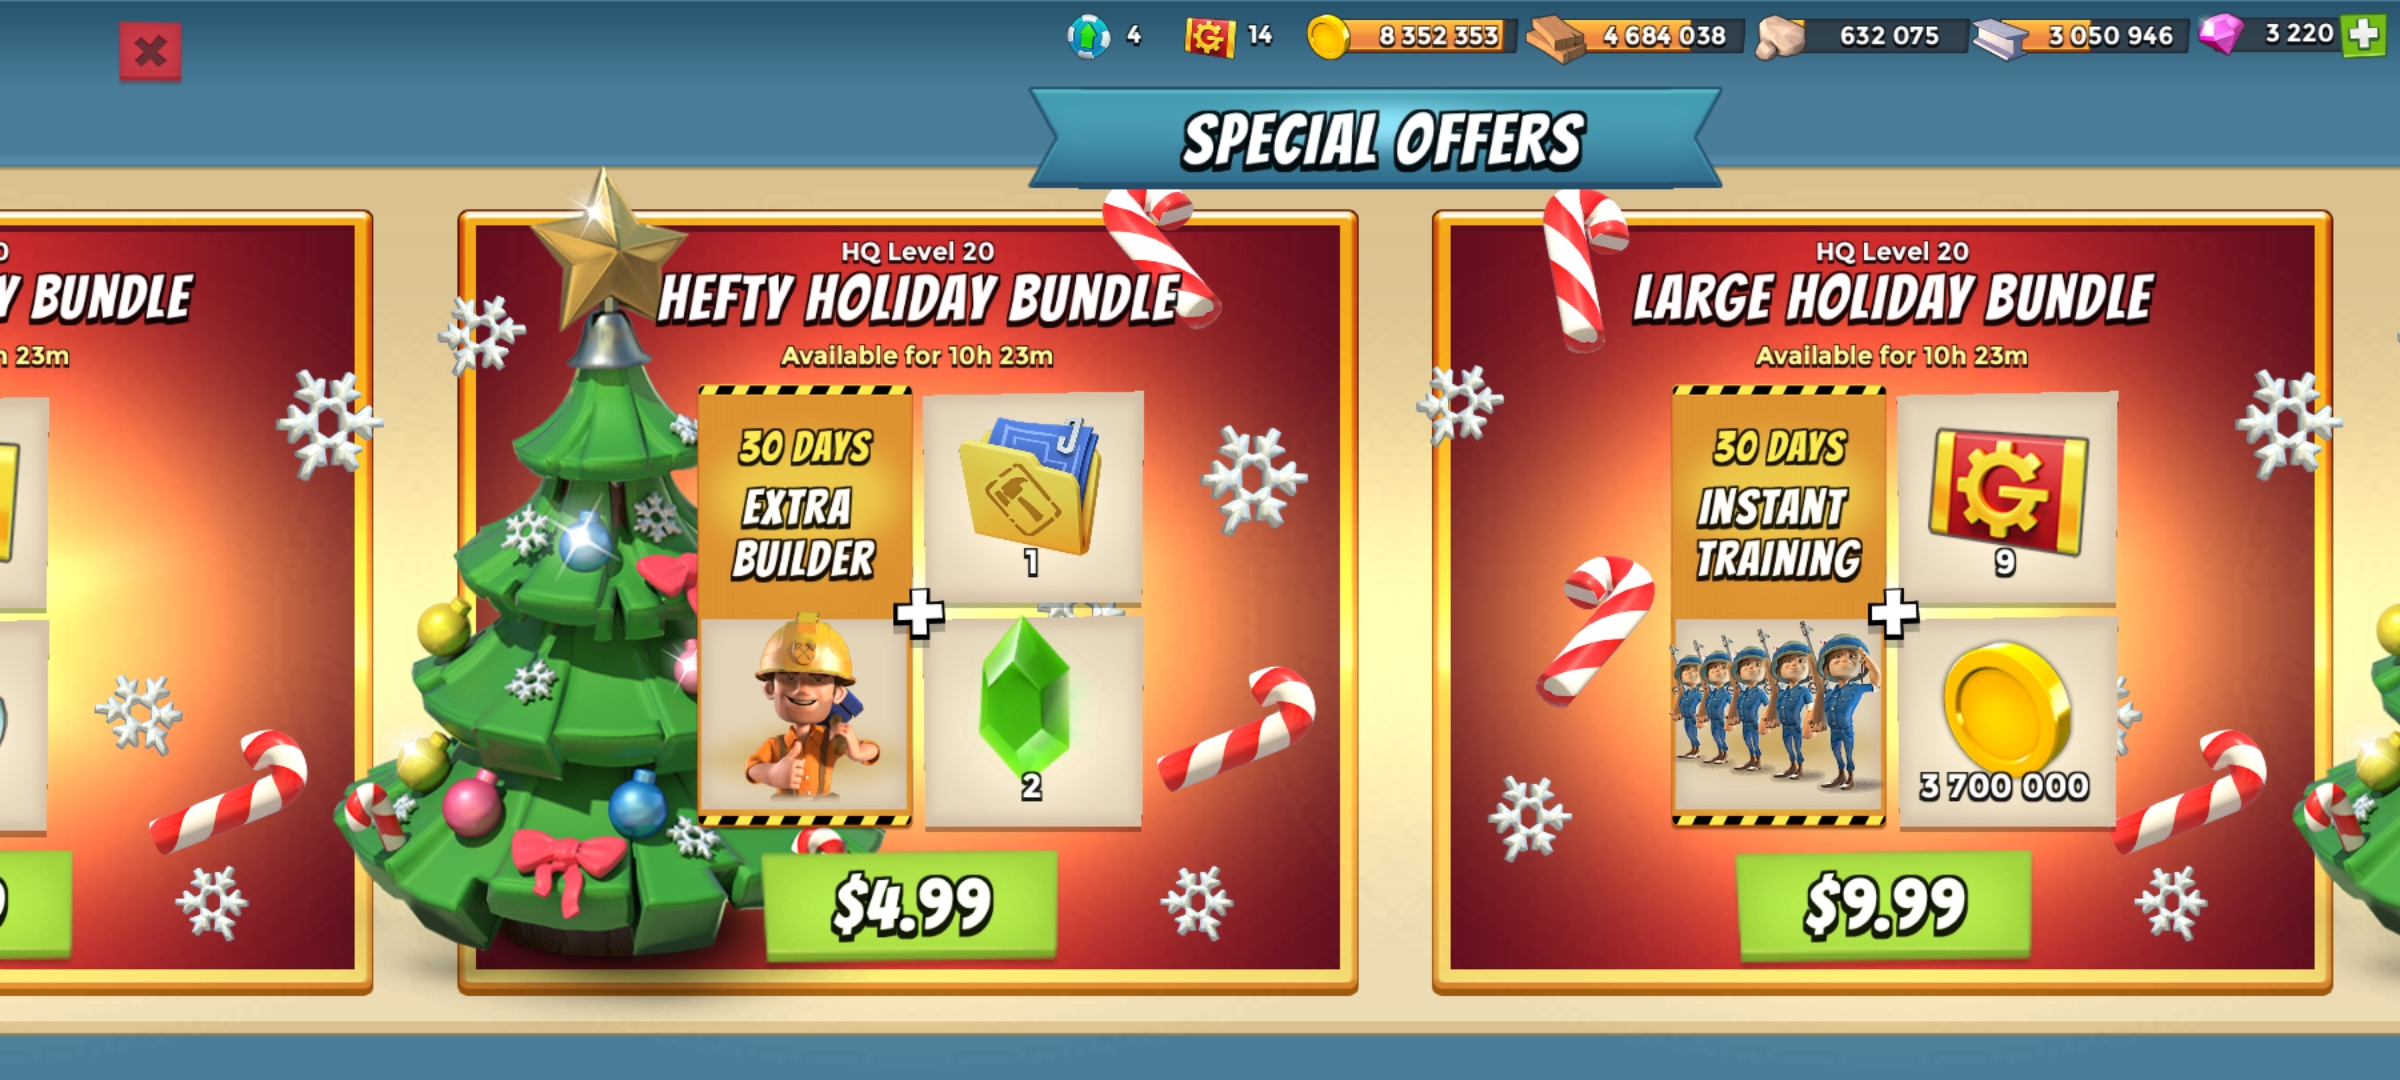 4
14
8 352 353
4 684 038
632 075
3 050 946
3 220
SPECIAL OFFERS
BUNDLE
23m
HQ Level 20
HEFTY HOLIDAY BUNDLE
Available for 10h 23m
30 DAYS
EXTRA
BUILDER
1
2
$4.99
HQ Level 20
LARGE HOLIDAY BUNDLE
Available for 10h 23m
30 DAYS
INSTANT
TRAINING
G
9
3 700 000
$9.99